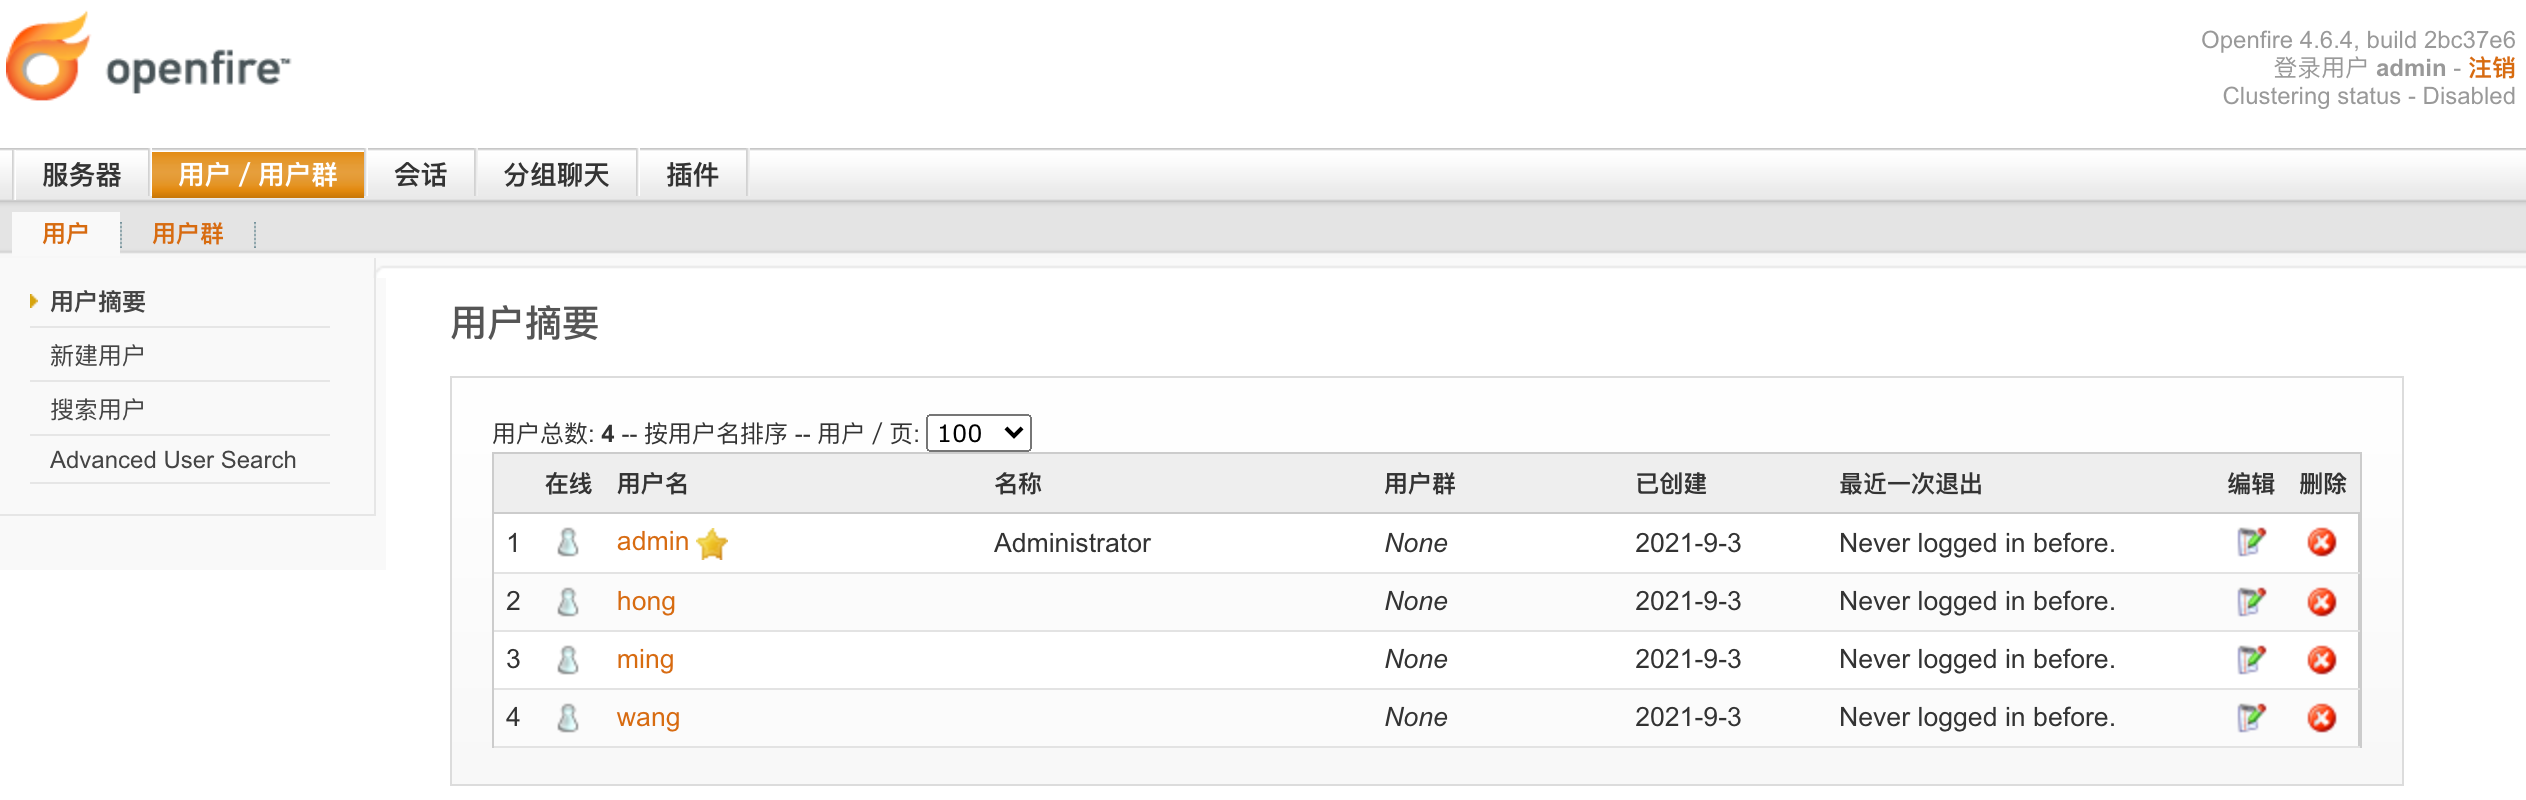 openfire™
Openfire 4.6.4, build 2bc37e6
登录用户 admin - 注销
Clustering status - Disabled
服务器 用户 / 用户群 会话 分组聊天 插件
用户 用户群
用户摘要
新建用户
搜索用户
Advanced User Search
用户摘要
用户总数: 4 -- 按用户名排序 -- 用户 / 页: 100
在线 用户名 名称 用户群 已创建 最近一次退出 编辑 删除
1 admin Administrator None 2021-9-3 Never logged in before.
2 hong None 2021-9-3 Never logged in before.
3 ming None 2021-9-3 Never logged in before.
4 wang None 2021-9-3 Never logged in before.